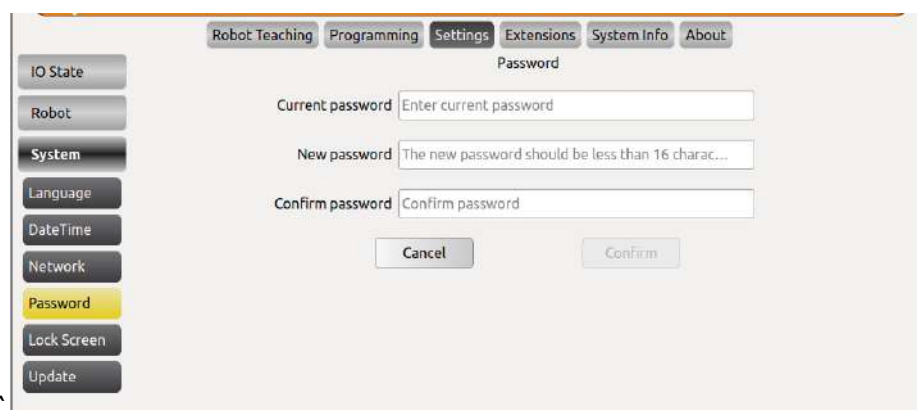 Robot Teaching Programming Settings Extensions System Info About
Password
IO State
Robot
System
Language
DateTime
Network
Password
Lock Screen
Update
Current password Enter current password
New password The new password should be less than 16 charac...
Confirm password Confirm password
Cancel Confirm